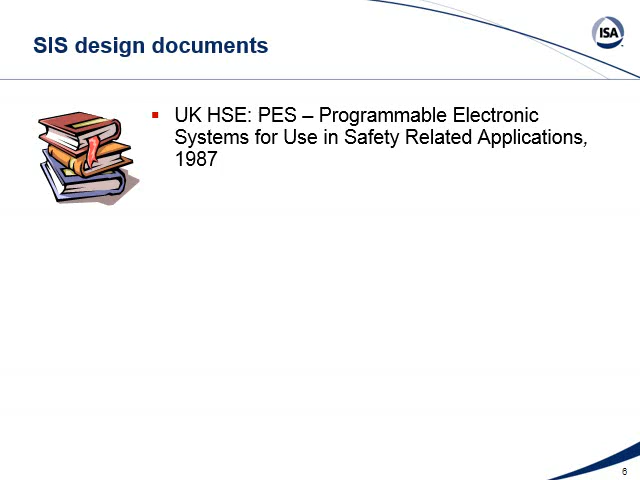 SIS design documents
ISA
UK HSE: PES – Programmable Electronic
Systems for Use in Safety Related Applications,
1987
6